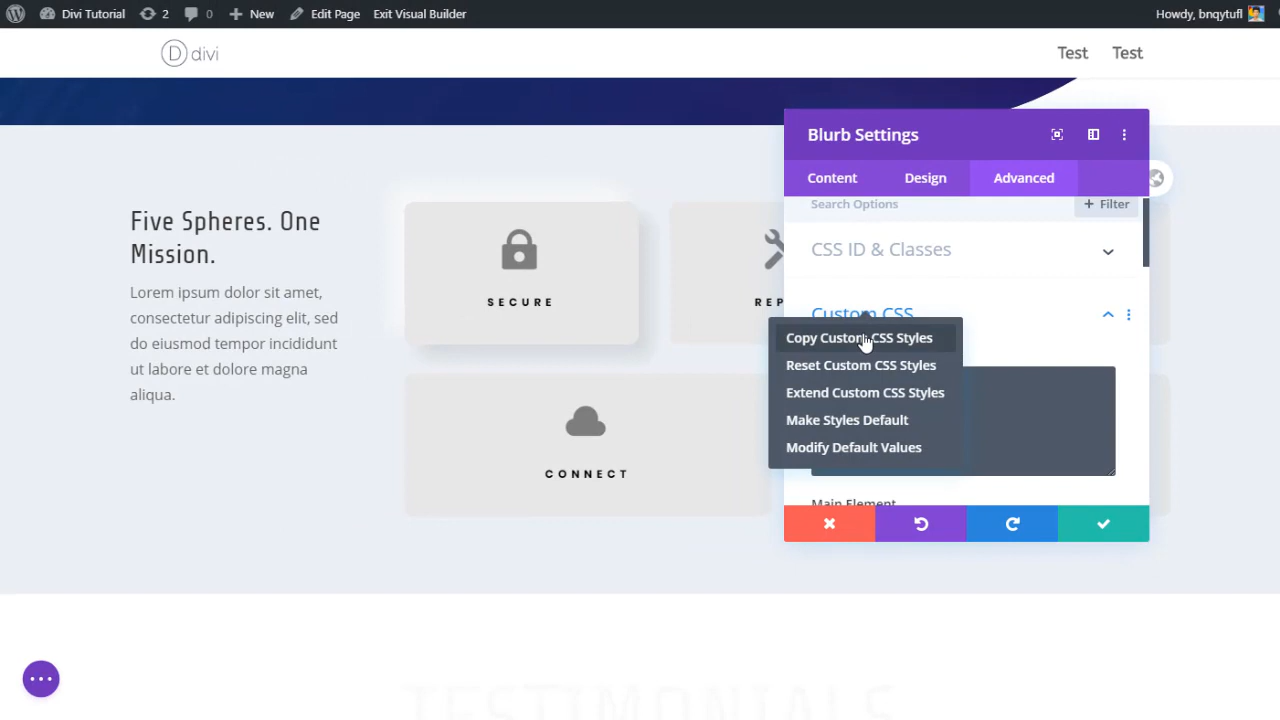 Divi Tutorial
2
0
New
Edit Page
Exit Visual Builder
Howdy, bnqytufl
D divi
Test
Test
Blurb Settings
Content
Design
Advanced
Search Options
+ Filter
CSS ID & Classes
Custom CSS
Copy Custom CSS Styles
Reset Custom CSS Styles
Extend Custom CSS Styles
Make Styles Default
Modify Default Values
Main Element
Five Spheres. One
Mission.
Lorem ipsum dolor sit amet,
consectetur adipiscing elit, sed
do eiusmod tempor incididunt
ut labore et dolore magna
aliqua.
SECURE
REP
CONNECT
TESTIMONIALS